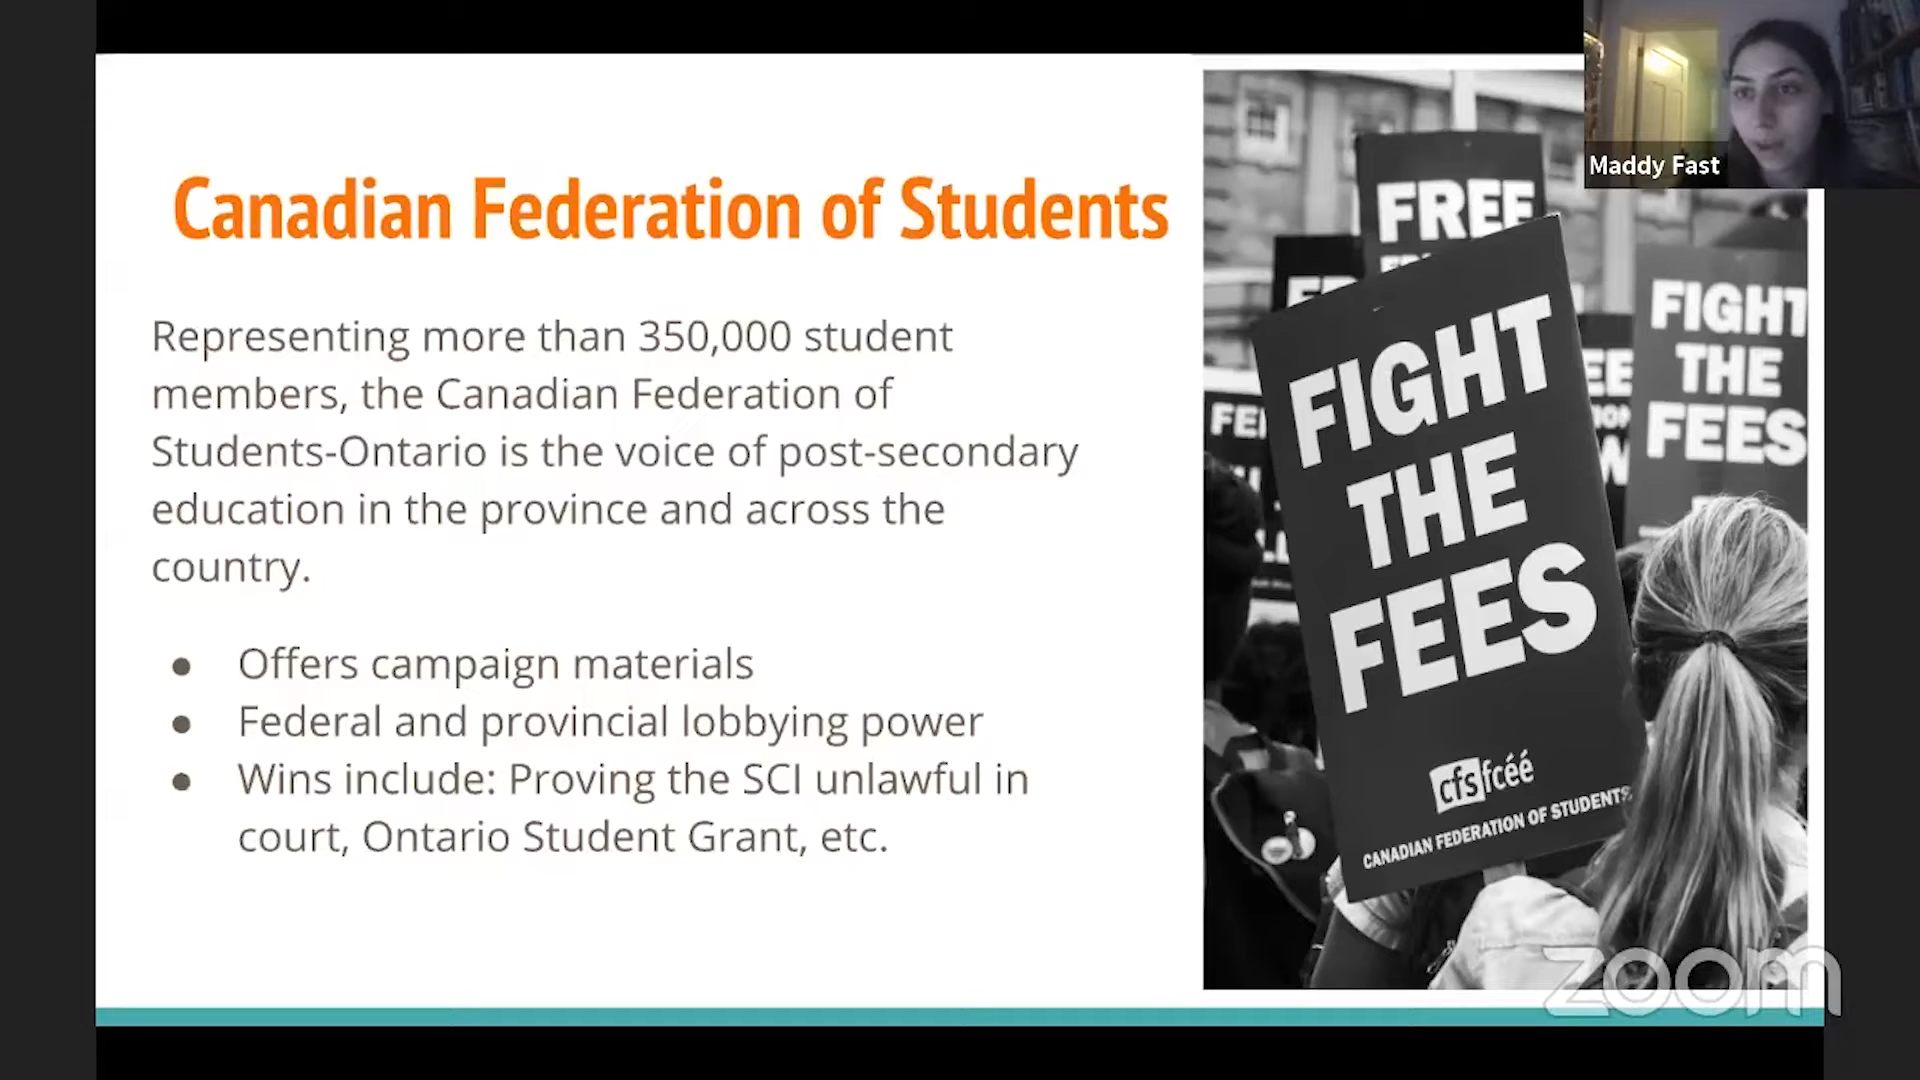 Canadian Federation of Students
Representing more than 350,000 student
members, the Canadian Federation of
Students-Ontario is the voice of post-secondary
education in the province and across the
country.
● Offers campaign materials
● Federal and provincial lobbying power
● Wins include: Proving the SCI unlawful in
court, Ontario Student Grant, etc.
Maddy Fast
FREE
FIGHT
THE
FEES
cfs fcéé
CANADIAN FEDERATION OF STUDENTS
FIGHT
THE
FEES
zoom